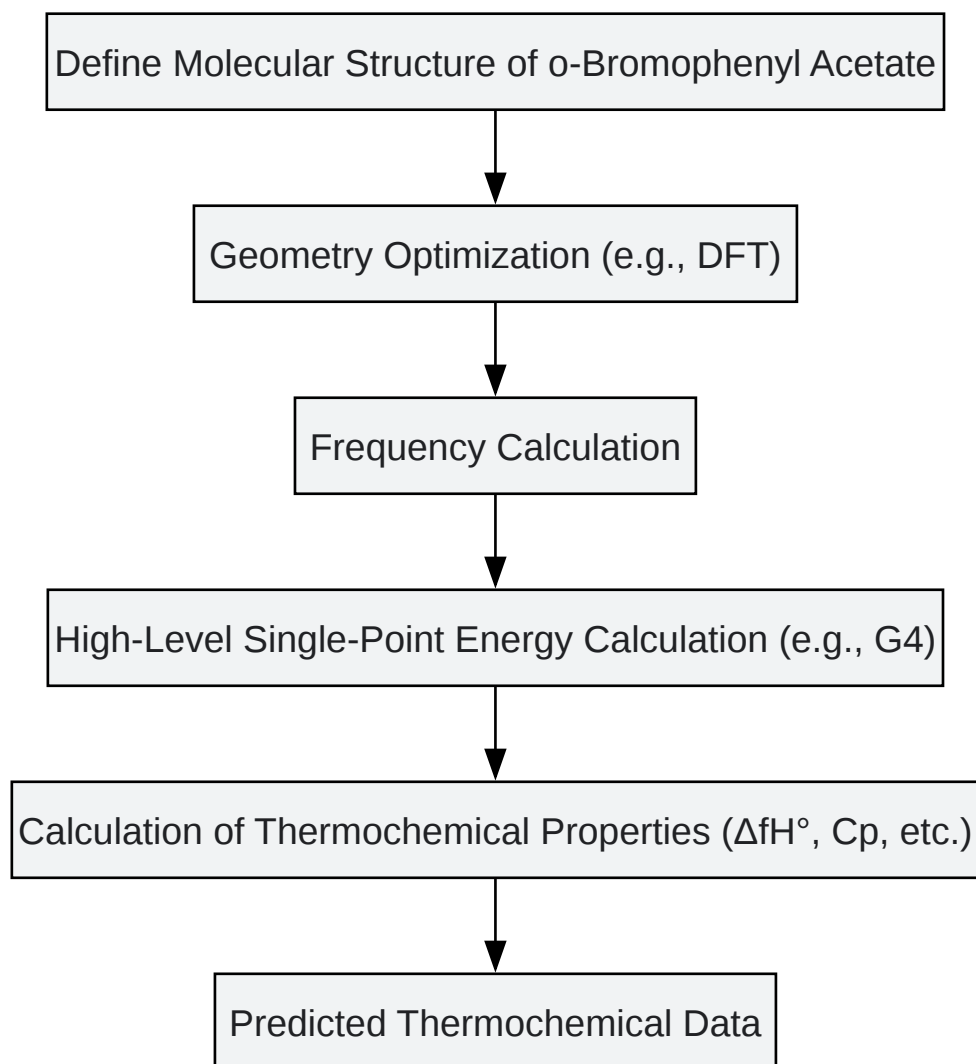 Define Molecular Structure of o-Bromophenyl Acetate
Geometry Optimization (e.g., DFT)
Frequency Calculation
High-Level Single-Point Energy Calculation (e.g., G4)
Calculation of Thermochemical Properties (ΔfH°, Cp, etc.)
Predicted Thermochemical Data